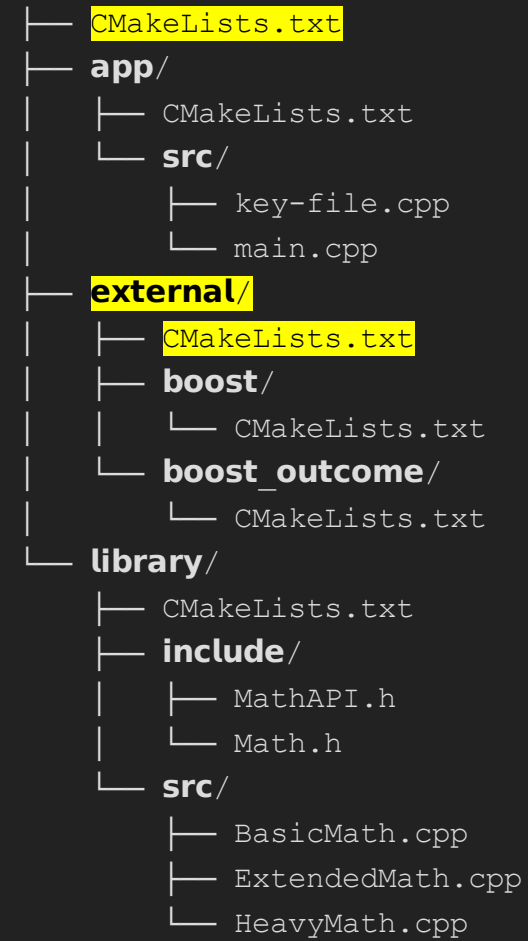 ├── CMakeLists.txt
├── app/
│   ├── CMakeLists.txt
│   └── src/
│       ├── key-file.cpp
│       └── main.cpp
├── external/
│   ├── CMakeLists.txt
│   ├── boost/
│   │   └── CMakeLists.txt
│   └── boost_outcome/
│       └── CMakeLists.txt
└── library/
    ├── CMakeLists.txt
    ├── include/
    │   ├── MathAPI.h
    │   └── Math.h
    └── src/
        ├── BasicMath.cpp
        ├── ExtendedMath.cpp
        └── HeavyMath.cpp